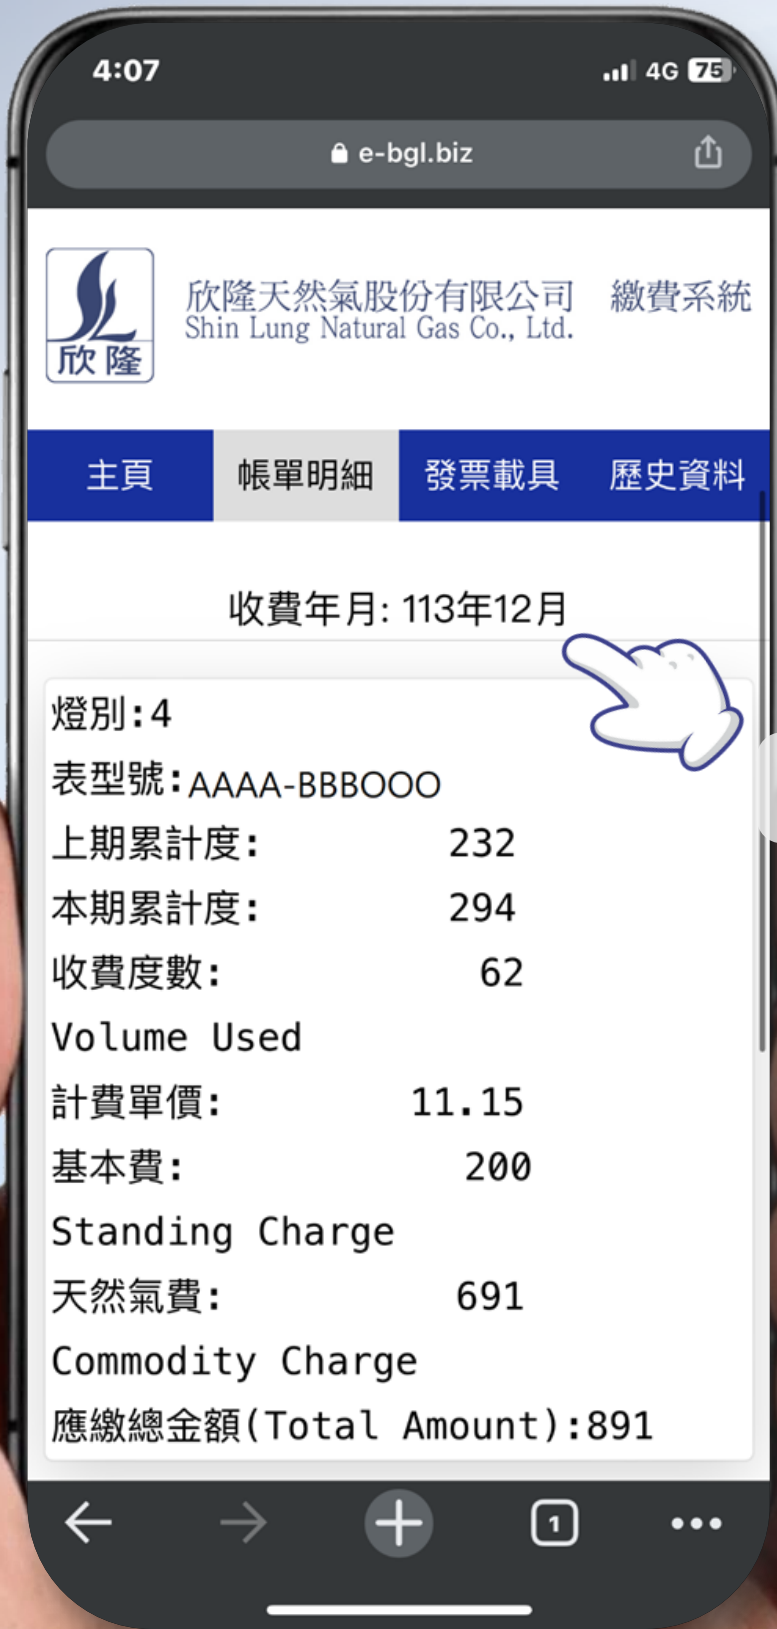 4:07
4G 75
e-bgl.biz
欣隆
欣隆天然氣股份有限公司 繳費系統
Shin Lung Natural Gas Co., Ltd.
主頁 帳單明細 發票載具 歷史資料
收費年月: 113年12月
燈別:4
表型號:AAAA-BBBOOO
上期累計度: 232
本期累計度: 294
收費度數: 62
Volume Used
計費單價: 11.15
基本費: 200
Standing Charge
天然氣費: 691
Commodity Charge
應繳總金額(Total Amount):891
1